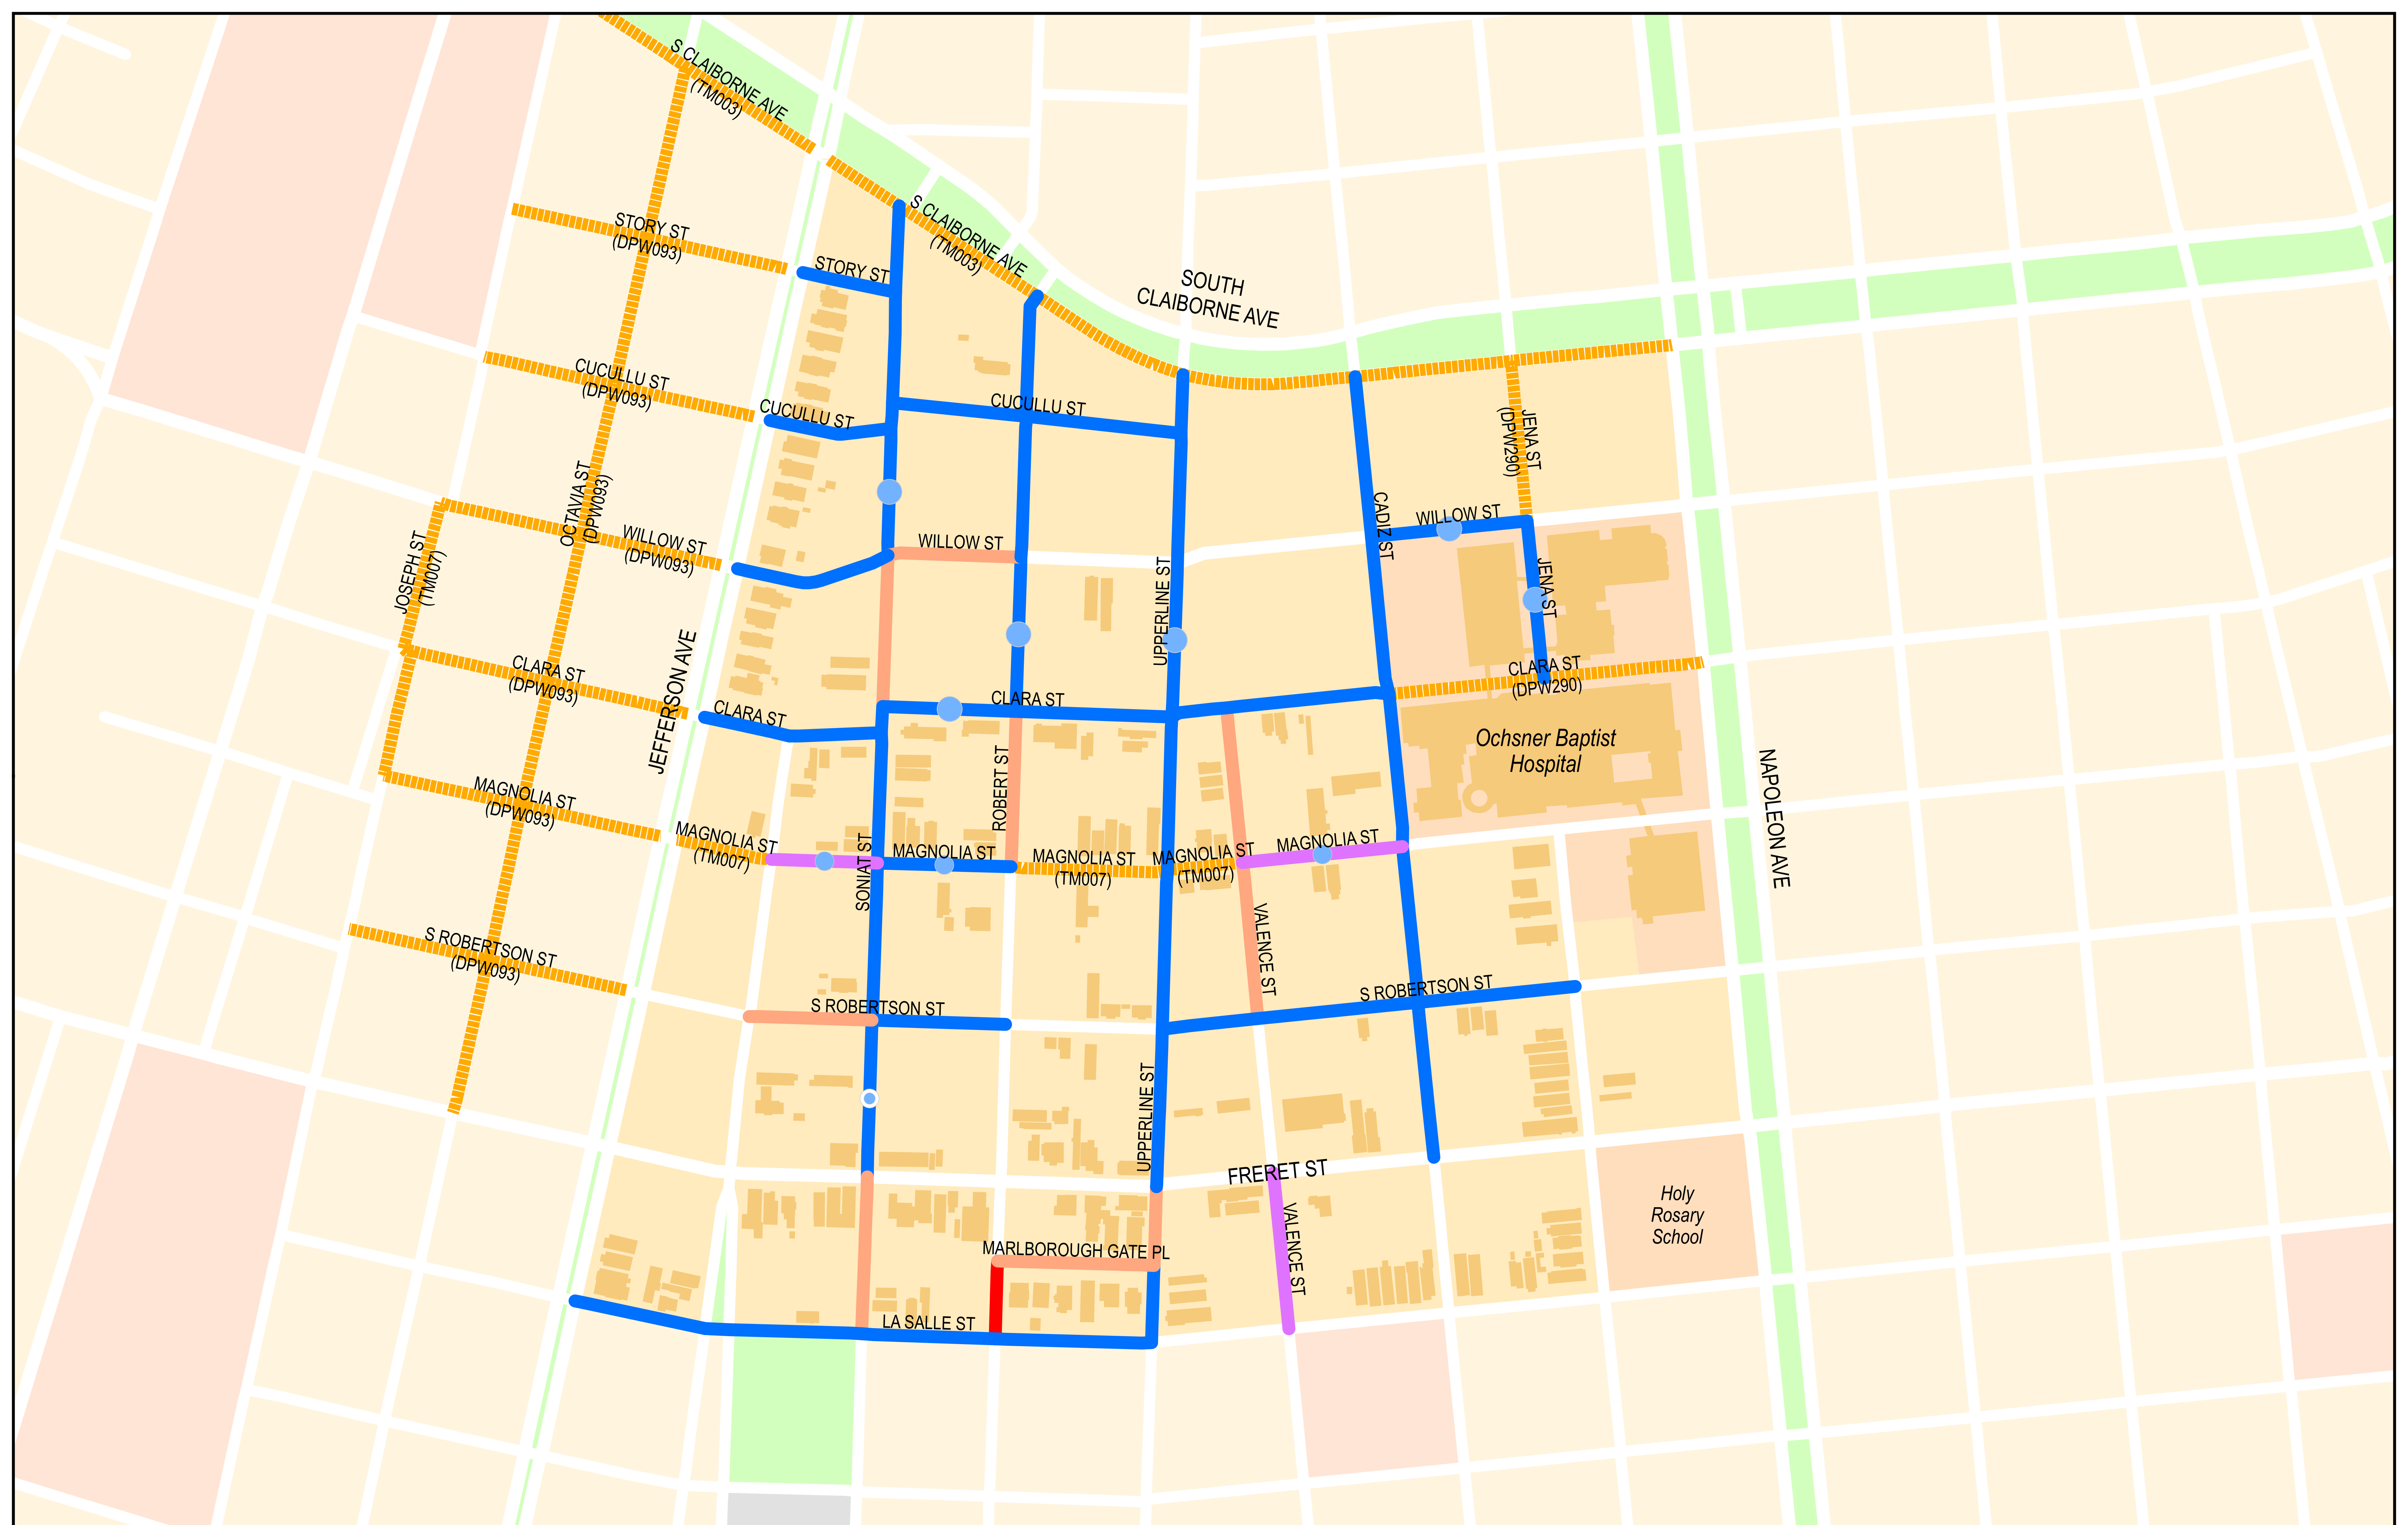 S CLAIBORNE AVE
(TM003)
S CLAIBORNE AVE
(TM003)
STORY ST
(DPW093)
STORY ST
SOUTH
CLAIBORNE AVE
CUCULLU ST
(DPW093)
CUCULLU ST
CUCULLU ST
JENA ST
(DPW290)
OCTAVIA ST
(DPW093)
WILLOW ST
(DPW093)
WILLOW ST
CADIZ ST
WILLOW ST
JOSEPH ST
(TM007)
UPPERLINE ST
JENA ST
CLARA ST
(DPW093)
JEFFERSON AVE
CLARA ST
CLARA ST
CLARA ST
(DPW290)
Ochsner Baptist
Hospital
MAGNOLIA ST
(DPW093)
ROBERT ST
NAPOLEON AVE
MAGNOLIA ST
(TM007)
SONIAT ST
MAGNOLIA ST
MAGNOLIA ST
(TM007)
MAGNOLIA ST
(TM007)
MAGNOLIA ST
S ROBERTSON ST
(DPW093)
VALENCE ST
S ROBERTSON ST
S ROBERTSON ST
UPPERLINE ST
FRERET ST
Holy
Rosary
School
VALENCE ST
MARLBOROUGH GATE PL
LA SALLE ST